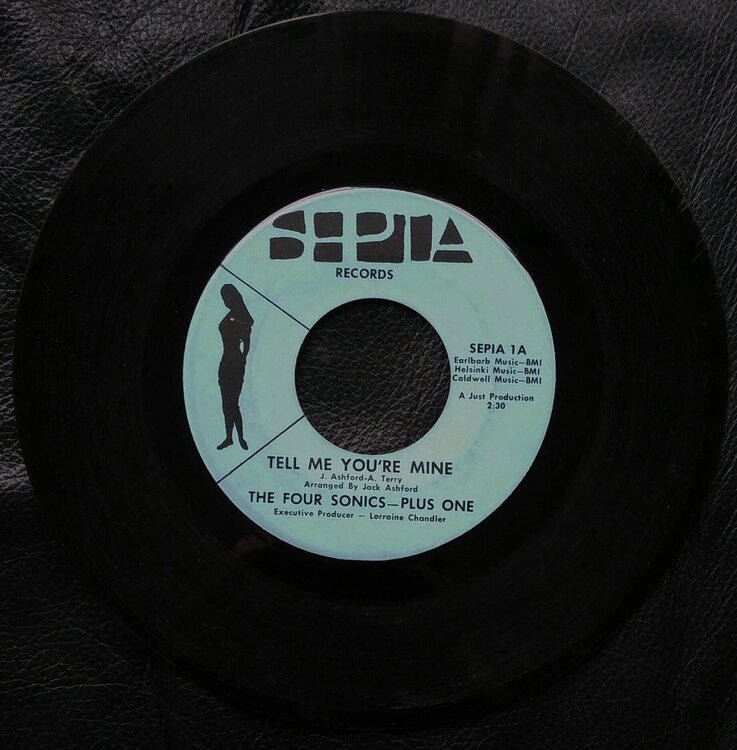 SEPIA
RECORDS
SEPIA 1A
Earlbarb Music—BMI
Helsinki Music—BMI
Caldwell Music—BMI
A Just Production
2:30
TELL ME YOU'RE MINE
J. Ashford-A. Terry
Arranged By Jack Ashford
THE FOUR SONICS—PLUS ONE
Executive Producer — Lorraine Chandler